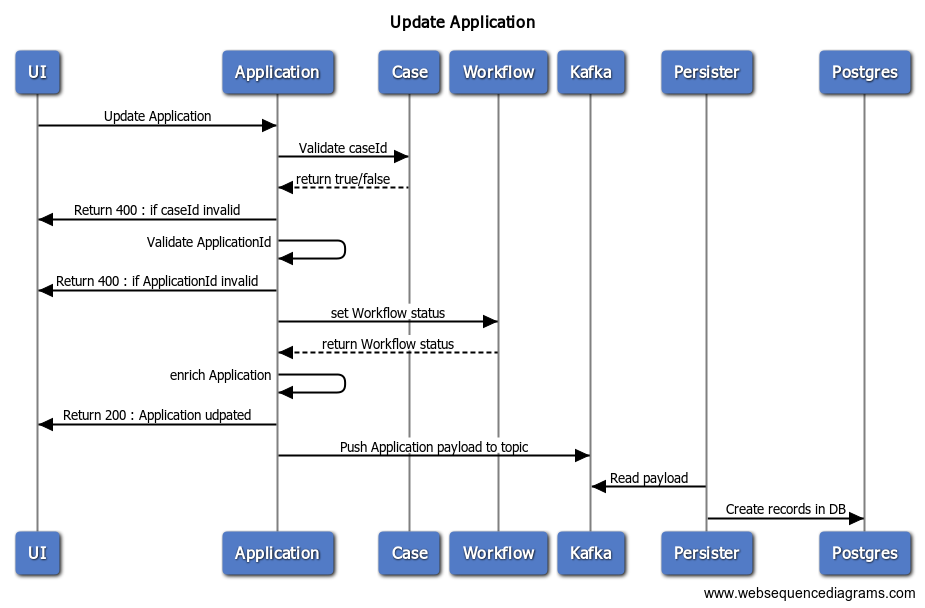 Update Application
UI
Application
Case
Workflow
Kafka
Persister
Postgres
Update Application
Validate caseId
return true/false
Return 400 : if caseId invalid
Validate ApplicationId
Return 400 : if ApplicationId invalid
set Workflow status
return Workflow status
enrich Application
Return 200 : Application udpated
Push Application payload to topic
Read payload
Create records in DB
UI
Application
Case
Workflow
Kafka
Persister
Postgres
www.websequencediagrams.com